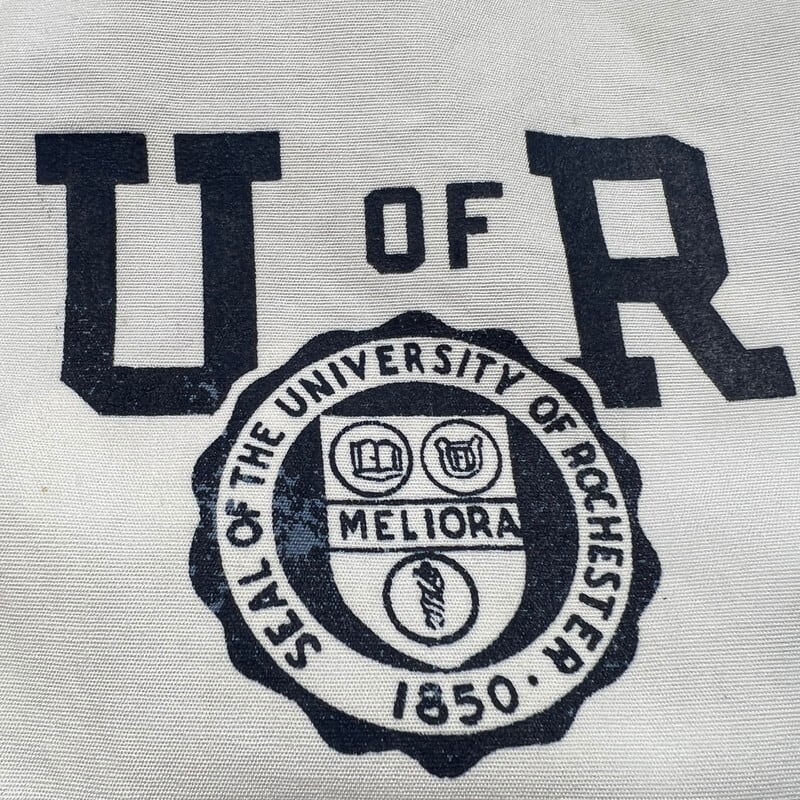 U OF R
SEAL OF THE UNIVERSITY OF ROCHESTER · 1850 ·
MELIORA